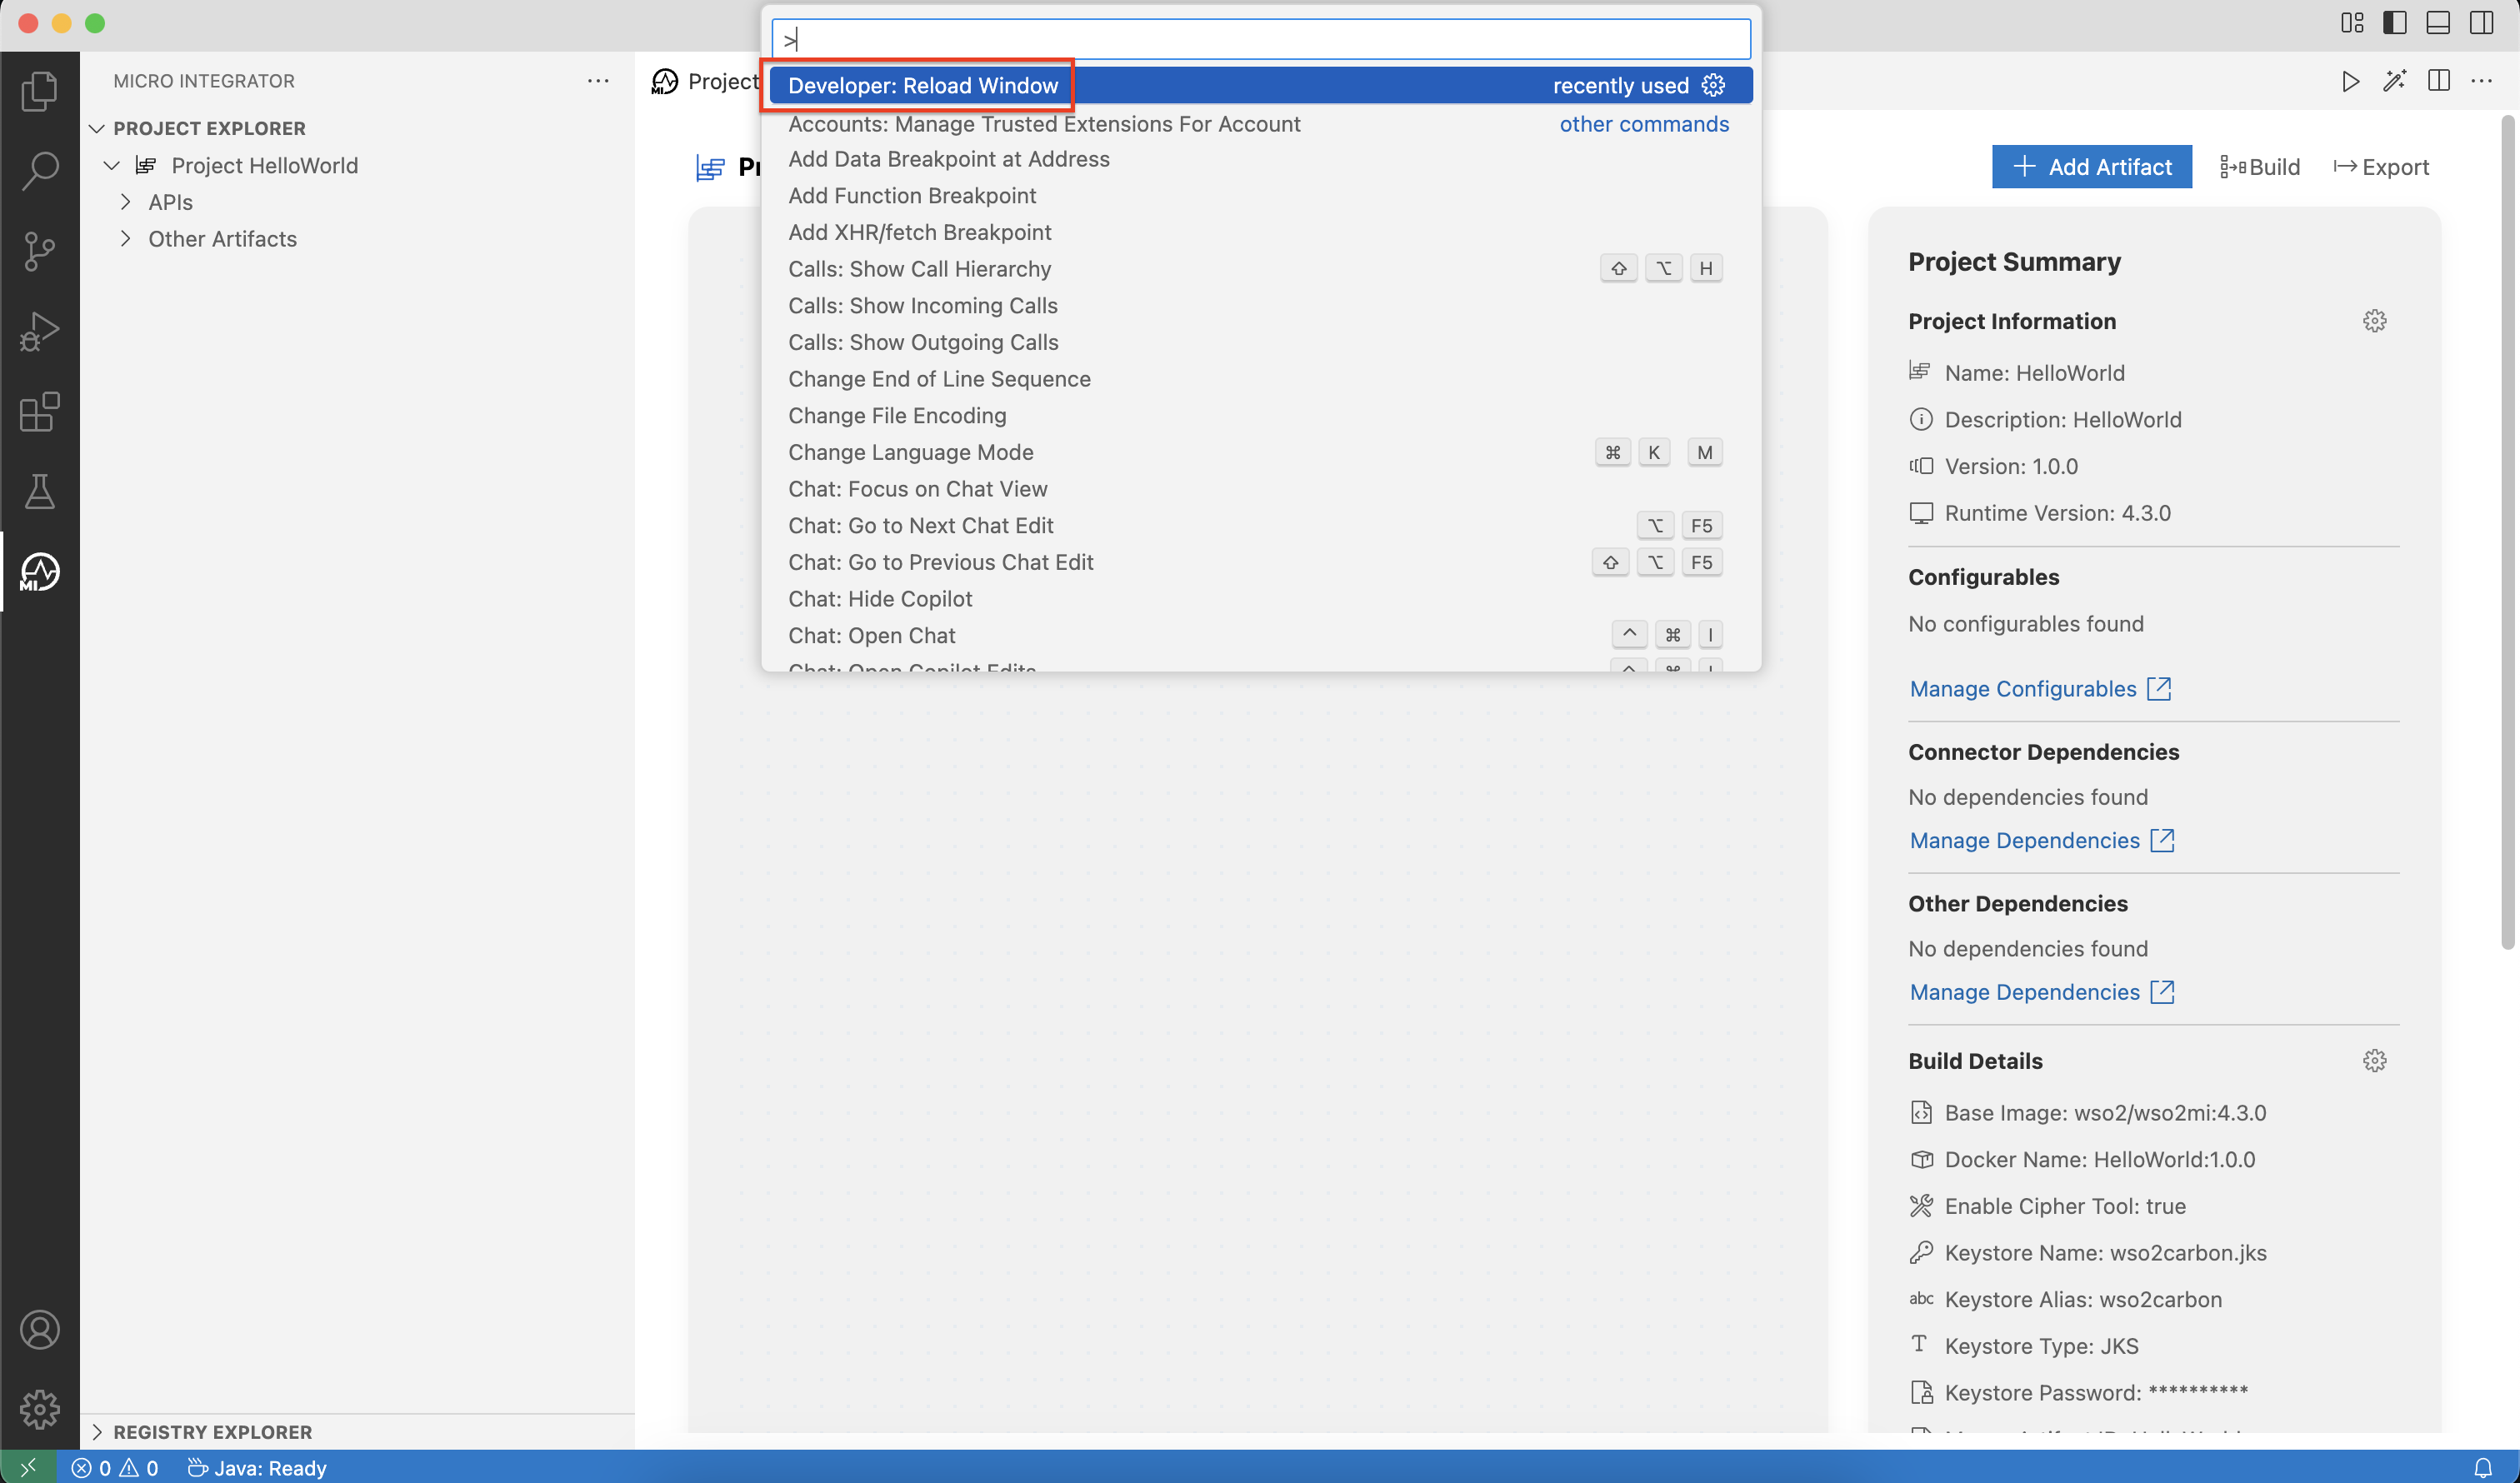 >
MICRO INTEGRATOR
PROJECT EXPLORER
Project HelloWorld
APIs
Other Artifacts
REGISTRY EXPLORER
MI
MI
Project
Pr
Developer: Reload Window recently used
Accounts: Manage Trusted Extensions For Account other commands
Add Data Breakpoint at Address
Add Function Breakpoint
Add XHR/fetch Breakpoint
Calls: Show Call Hierarchy ⇧ ⌥ H
Calls: Show Incoming Calls
Calls: Show Outgoing Calls
Change End of Line Sequence
Change File Encoding
Change Language Mode ⌘ K M
Chat: Focus on Chat View
Chat: Go to Next Chat Edit ⌥ F5
Chat: Go to Previous Chat Edit ⇧ ⌥ F5
Chat: Hide Copilot
Chat: Open Chat ^ ⌘ I
Chat: Open Copilot Edits ^ ⌘ I
Add Artifact Build Export
Project Summary
Project Information
Name: HelloWorld
Description: HelloWorld
Version: 1.0.0
Runtime Version: 4.3.0
Configurables
No configurables found
Manage Configurables
Connector Dependencies
No dependencies found
Manage Dependencies
Other Dependencies
No dependencies found
Manage Dependencies
Build Details
Base Image: wso2/wso2mi:4.3.0
Docker Name: HelloWorld:1.0.0
Enable Cipher Tool: true
Keystore Name: wso2carbon.jks
abc Keystore Alias: wso2carbon
T Keystore Type: JKS
Keystore Password: **********
0 0 Java: Ready